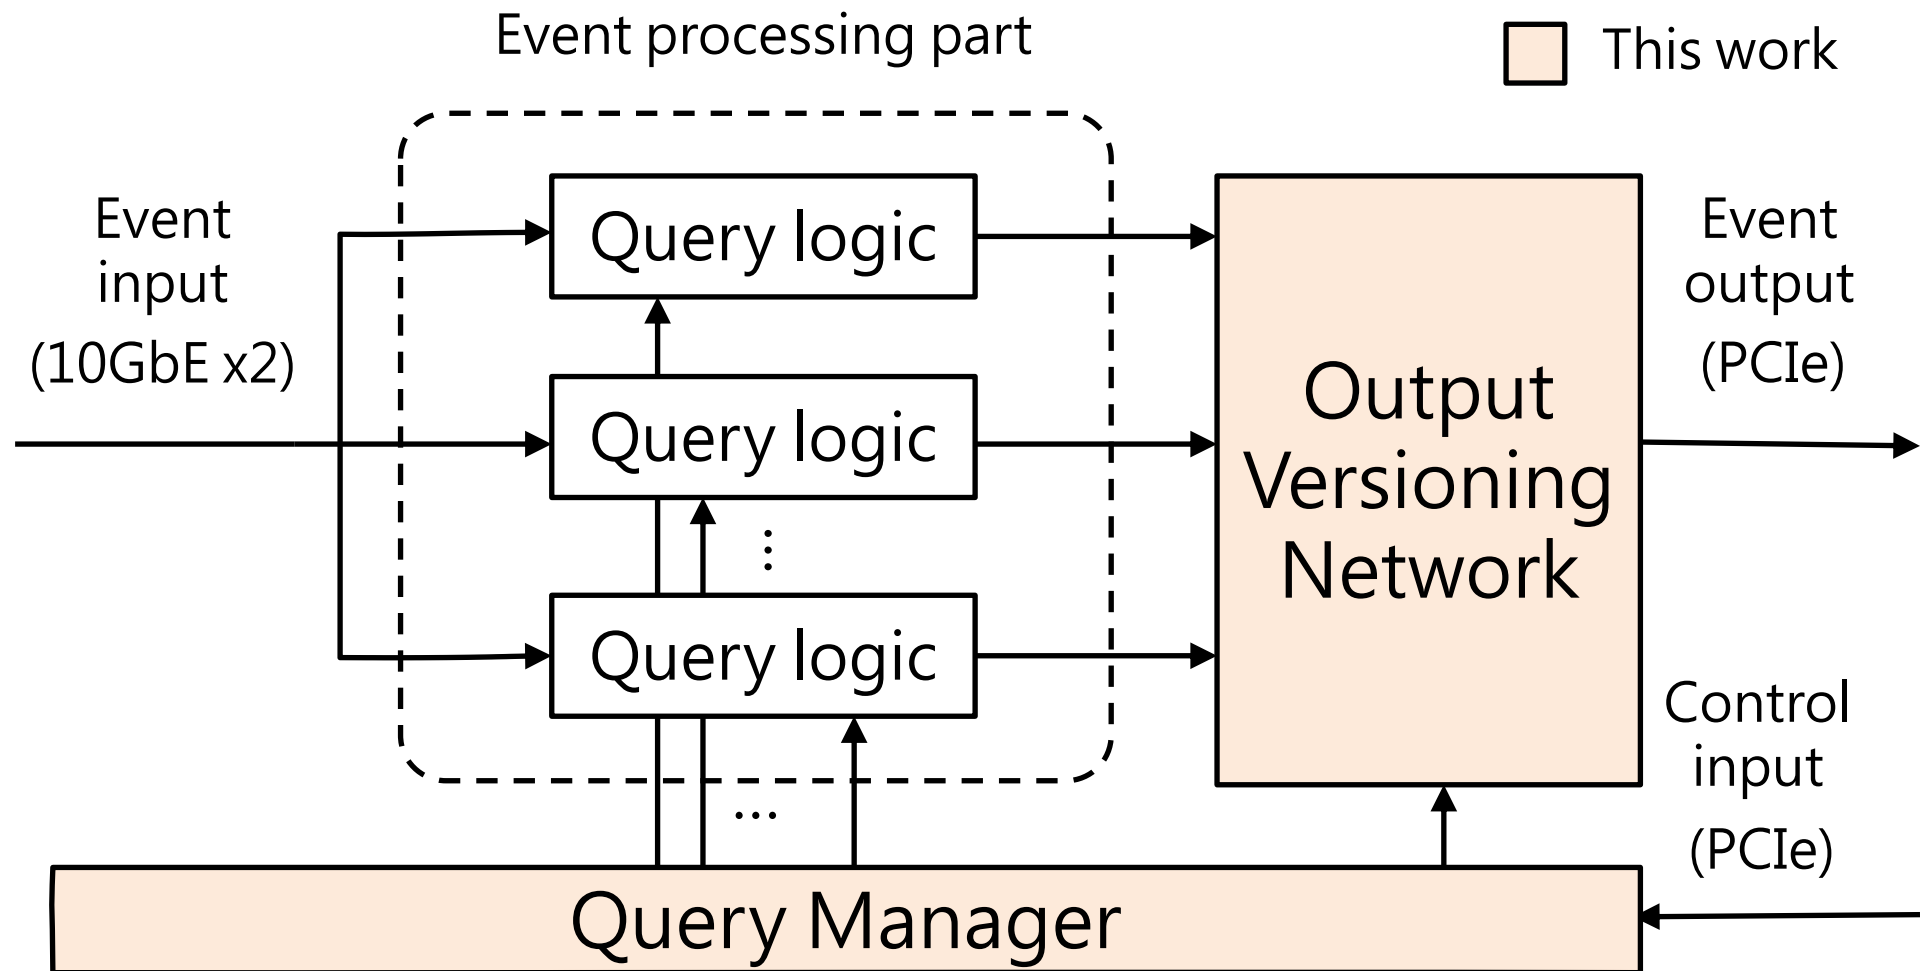 Event processing part
This work
Event
input
(10GbE x2)
Query logic
Query logic
⋮
Query logic
...
Output
Versioning
Network
Event
output
(PCIe)
Control
input
(PCIe)
Query Manager